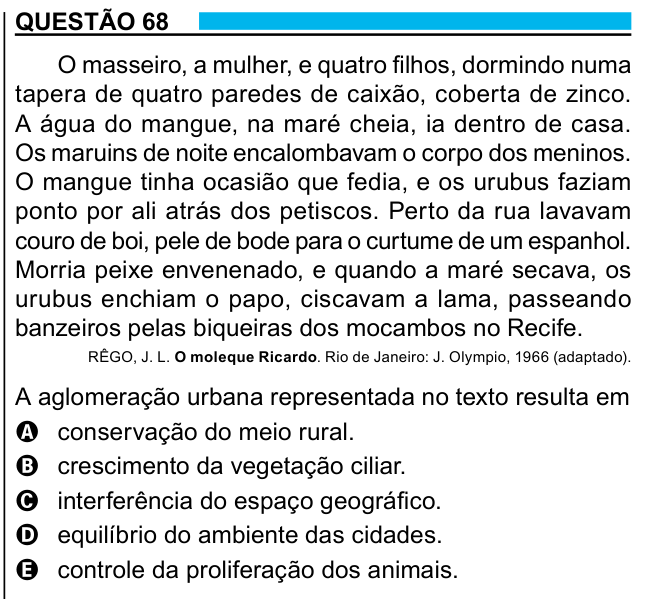 QUESTÃO 68
O masseiro, a mulher, e quatro filhos, dormindo numa
tapera de quatro paredes de caixão, coberta de zinco.
A água do mangue, na maré cheia, ia dentro de casa.
Os maruins de noite encalombavam o corpo dos meninos.
O mangue tinha ocasião que fedia, e os urubus faziam
ponto por ali atrás dos petiscos. Perto da rua lavavam
couro de boi, pele de bode para o curtume de um espanhol.
Morria peixe envenenado, e quando a maré secava, os
urubus enchiam o papo, ciscavam a lama, passeando
banzeiros pelas biqueiras dos mocambos no Recife.
RÊGO, J. L. O moleque Ricardo. Rio de Janeiro: J. Olympio, 1966 (adaptado).
A aglomeração urbana representada no texto resulta em
A conservação do meio rural.
B crescimento da vegetação ciliar.
C interferência do espaço geográfico.
D equilíbrio do ambiente das cidades.
E controle da proliferação dos animais.